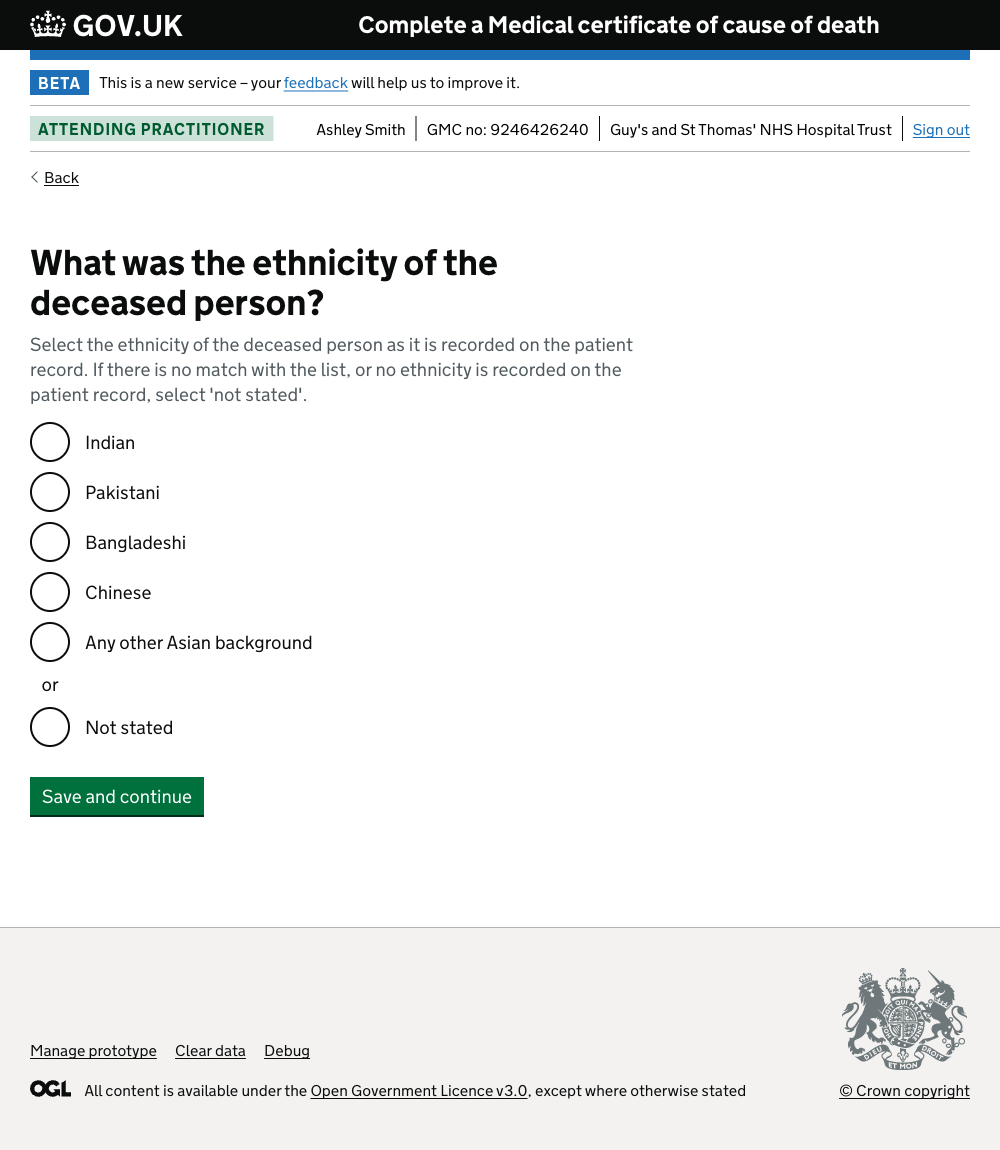 GOV.UK
Complete a Medical certificate of cause of death
BETA This is a new service – your feedback will help us to improve it.
ATTENDING PRACTITIONER Ashley Smith GMC no: 9246426240 Guy's and St Thomas' NHS Hospital Trust Sign out
Back
What was the ethnicity of the
deceased person?
Select the ethnicity of the deceased person as it is recorded on the patient
record. If there is no match with the list, or no ethnicity is recorded on the
patient record, select 'not stated'.
Indian
Pakistani
Bangladeshi
Chinese
Any other Asian background
or
Not stated
Save and continue
Manage prototype Clear data Debug
OGL All content is available under the Open Government Licence v3.0, except where otherwise stated
DIEU ET MON DROIT
© Crown copyright